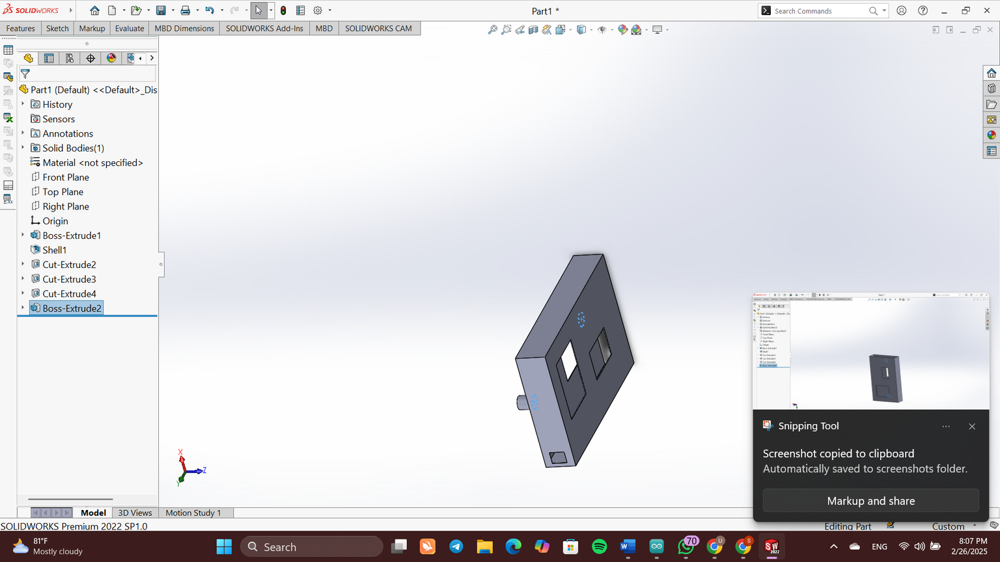 SOLIDWORKS
Part1 *
Search Commands
Features
Sketch
Markup
Evaluate
MBD Dimensions
SOLIDWORKS Add-Ins
MBD
SOLIDWORKS CAM
Part1 (Default) <<Default>_Dis
History
Sensors
Annotations
Solid Bodies(1)
Material <not specified>
Front Plane
Top Plane
Right Plane
Origin
Boss-Extrude1
Shell1
Cut-Extrude2
Cut-Extrude3
Cut-Extrude4
Boss-Extrude2
X
Z
Y
Snipping Tool
Screenshot copied to clipboard
Automatically saved to screenshots folder.
Markup and share
Model
3D Views
Motion Study 1
SOLIDWORKS Premium 2022 SP1.0
Editing Part
Custom
81°F
Mostly cloudy
Search
70
U
S
SW
2022
ENG
8:07 PM
2/26/2025